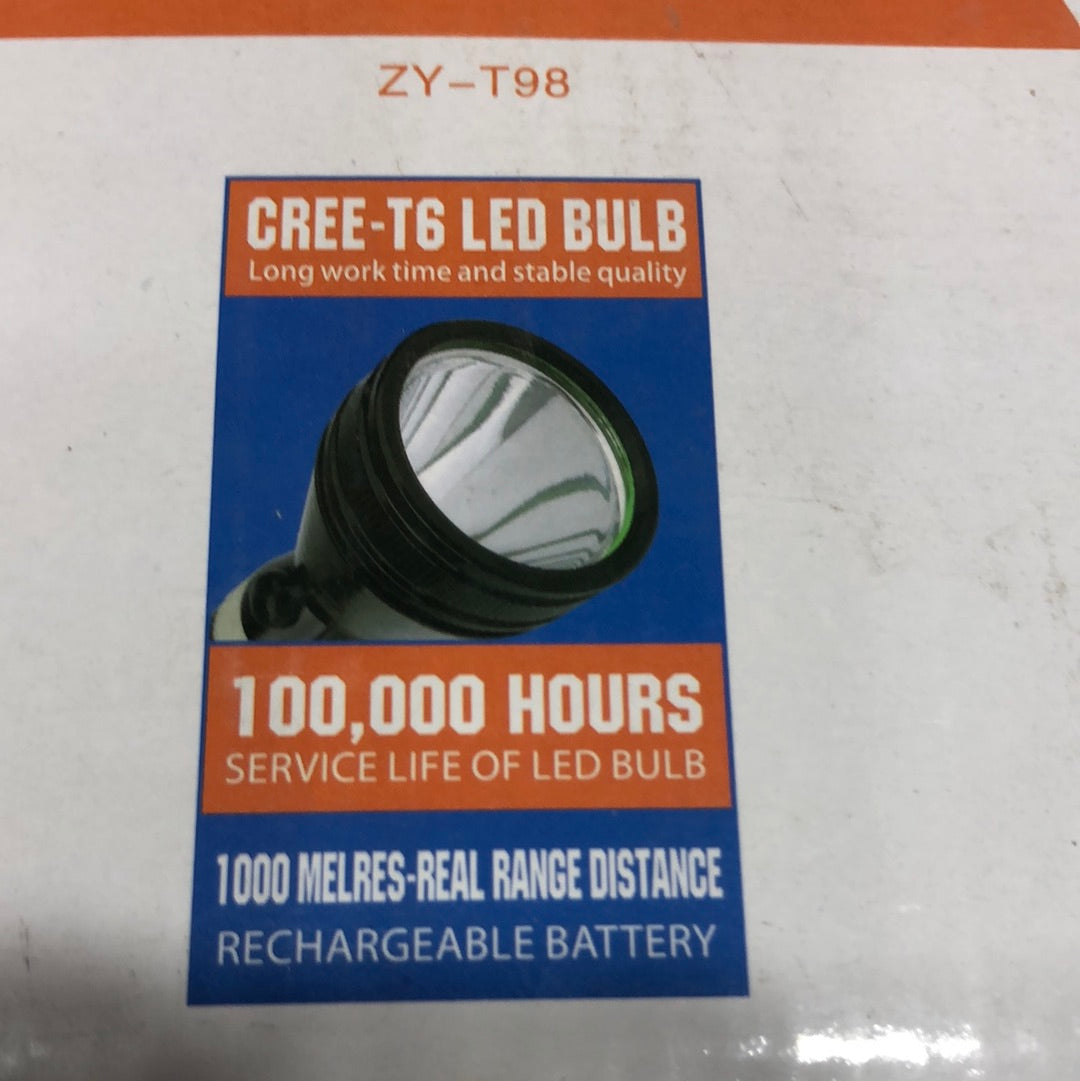 ZY-T98
CREE-T6 LED BULB
Long work time and stable quality
100,000 HOURS
SERVICE LIFE OF LED BULB
1000 MELRES-REAL RANGE DISTANCE
RECHARGEABLE BATTERY